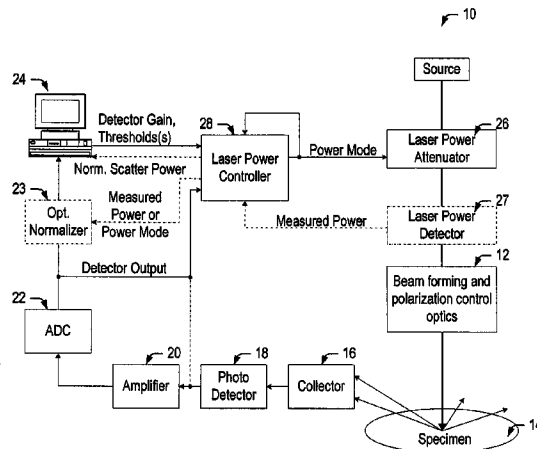 10
24
Source
Detector Gain,
Thresholds(s)
28
Laser Power
Controller
Power Mode
26
Laser Power
Attenuator
Norm. Scatter Power
23
Opt.
Normalizer
Measured
Power or
Power Mode
Measured Power
27
Laser Power
Detector
Detector Output
12
Beam forming and
polarization control
optics
22
ADC
20
Amplifier
18
Photo
Detector
16
Collector
14
Specimen